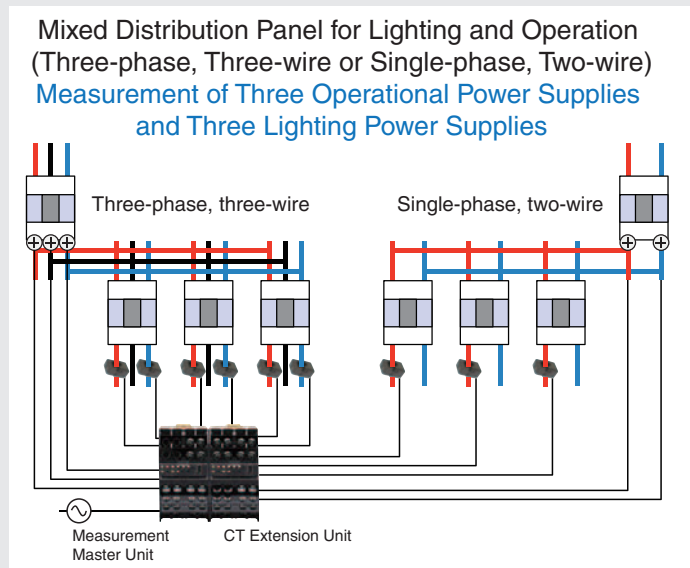 Mixed Distribution Panel for Lighting and Operation
(Three-phase, Three-wire or Single-phase, Two-wire)
Measurement of Three Operational Power Supplies
and Three Lighting Power Supplies
Three-phase, three-wire
Single-phase, two-wire
Measurement
Master Unit
CT Extension Unit